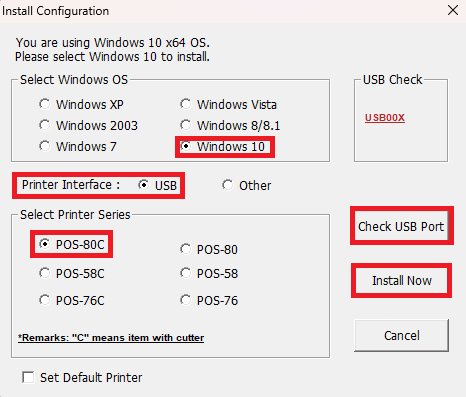 Install Configuration
You are using Windows 10 x64 OS.
Please select Windows 10 to install.
Select Windows OS
USB Check
Windows XP
Windows Vista
USB00X
Windows 2003
Windows 8/8.1
Windows 7
Windows 10
Printer Interface : USB Other
Select Printer Series
Check USB Port
POS-80C
POS-80
POS-58C
POS-58
Install Now
POS-76C
POS-76
*Remarks: "C" means item with cutter
Cancel
Set Default Printer